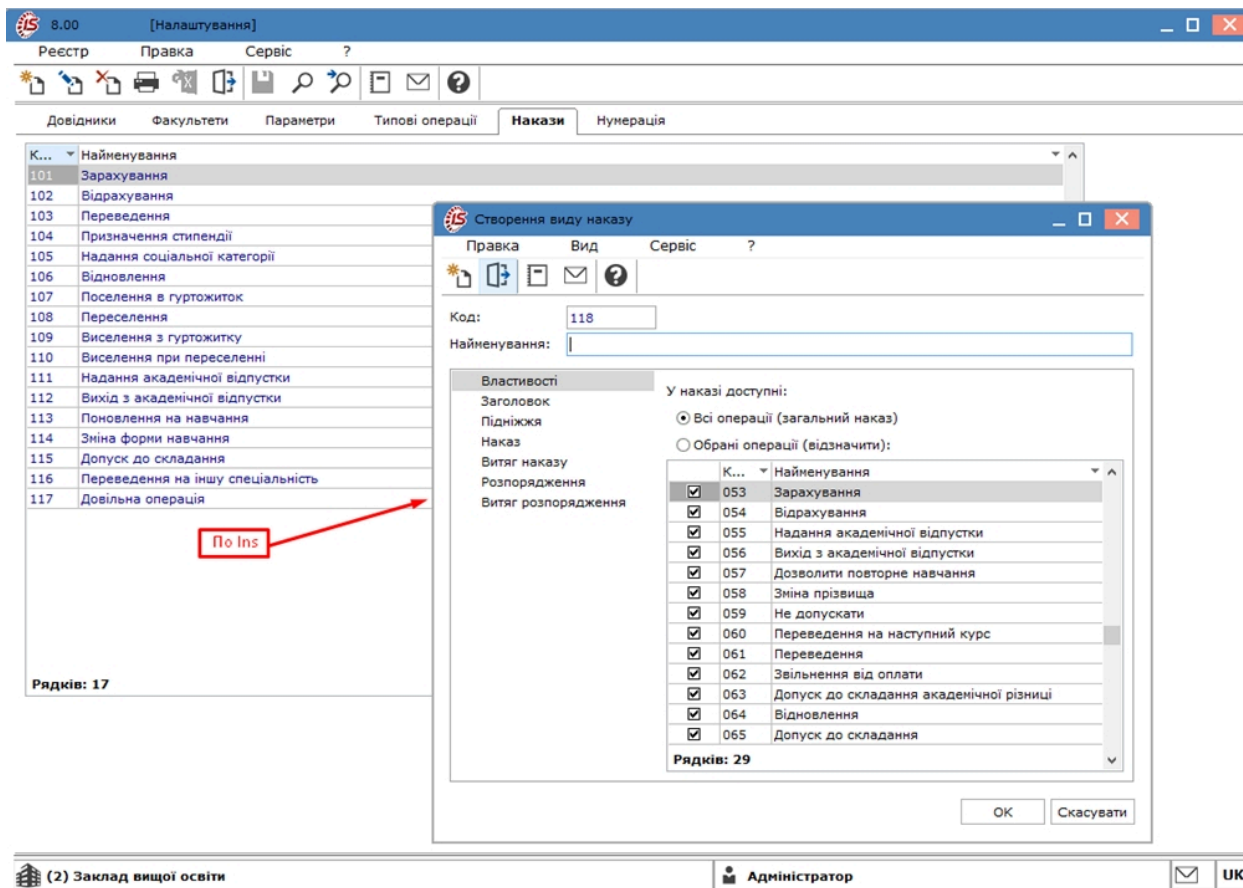 8.00 [Налаштування]
Реєстр Правка Сервіс ?
Довідники Факультети Параметри Типові операції Накази Нумерація
К... Найменування
101 Зарахування
102 Відрахування
103 Переведення
104 Призначення стипендії
105 Надання соціальної категорії
106 Відновлення
107 Поселення в гуртожиток
108 Переселення
109 Виселення з гуртожитку
110 Виселення при переселенні
111 Надання академічної відпустки
112 Вихід з академічної відпустки
113 Поновлення на навчання
114 Зміна форми навчання
115 Допуск до складання
116 Переведення на іншу спеціальність
117 Довільна операція
По Ins
Рядків: 17
Створення виду наказу
Правка Вид Сервіс ?
Код: 118
Найменування:
Властивості
Заголовок
Підніжжя
Наказ
Витяг наказу
Розпорядження
Витяг розпорядження
У наказі доступні:
Всі операції (загальний наказ)
Обрані операції (відзначити):
К... Найменування
053 Зарахування
054 Відрахування
055 Надання академічної відпустки
056 Вихід з академічної відпустки
057 Дозволити повторне навчання
058 Зміна прізвища
059 Не допускати
060 Переведення на наступний курс
061 Переведення
062 Звільнення від оплати
063 Допуск до складання академічної різниці
064 Відновлення
065 Допуск до складання
Рядків: 29
OK Скасувати
(2) Заклад вищої освіти Адміністратор UK